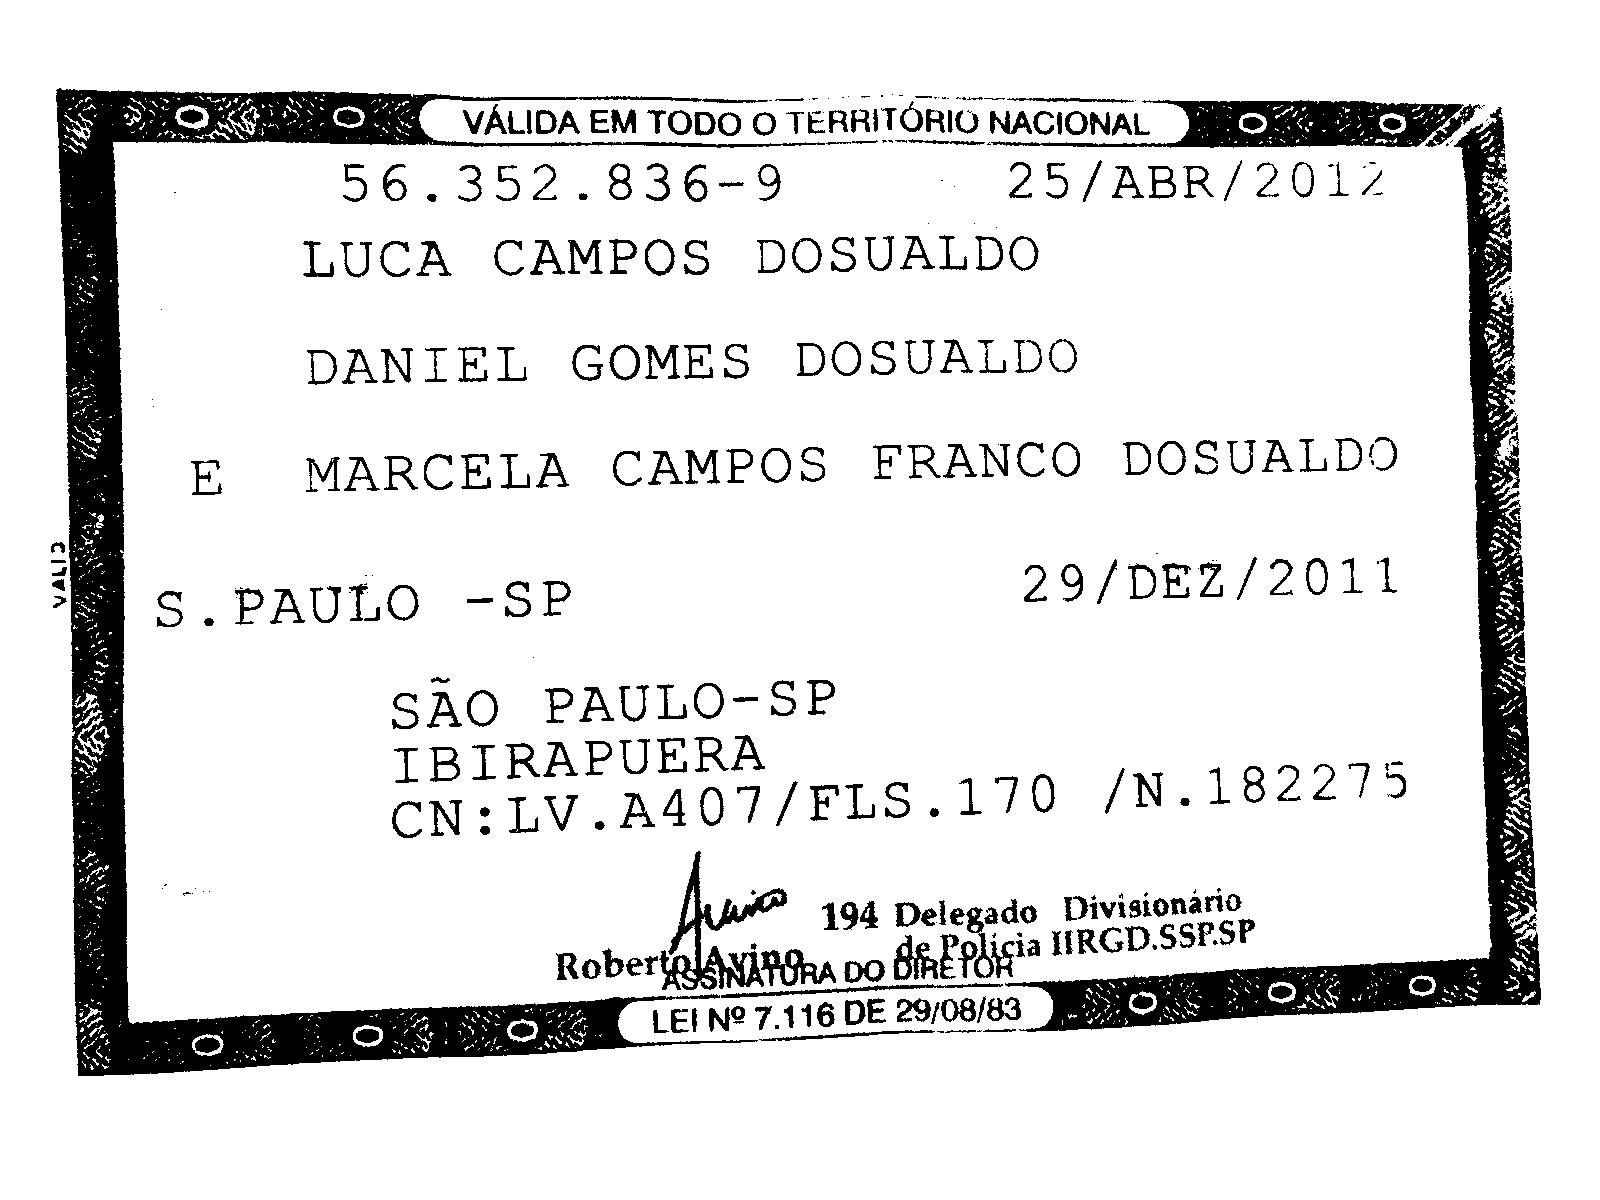 VÁLIDA EM TODO O TERRITÓRIO NACIONAL
56.352.836-9 25/ABR/2012
LUCA CAMPOS DOSUALDO
DANIEL GOMES DOSUALDO
E MARCELA CAMPOS FRANCO DOSUALDO
S.PAULO -SP 29/DEZ/2011
SÃO PAULO-SP
IBIRAPUERA
CN:LV.A407/FLS.170 /N.182275
194 Delegado Divisionário
Roberto Avino de Polícia IIRGD.SSP.SP
ASSINATURA DO DIRETOR
LEI Nº 7.116 DE 29/08/83